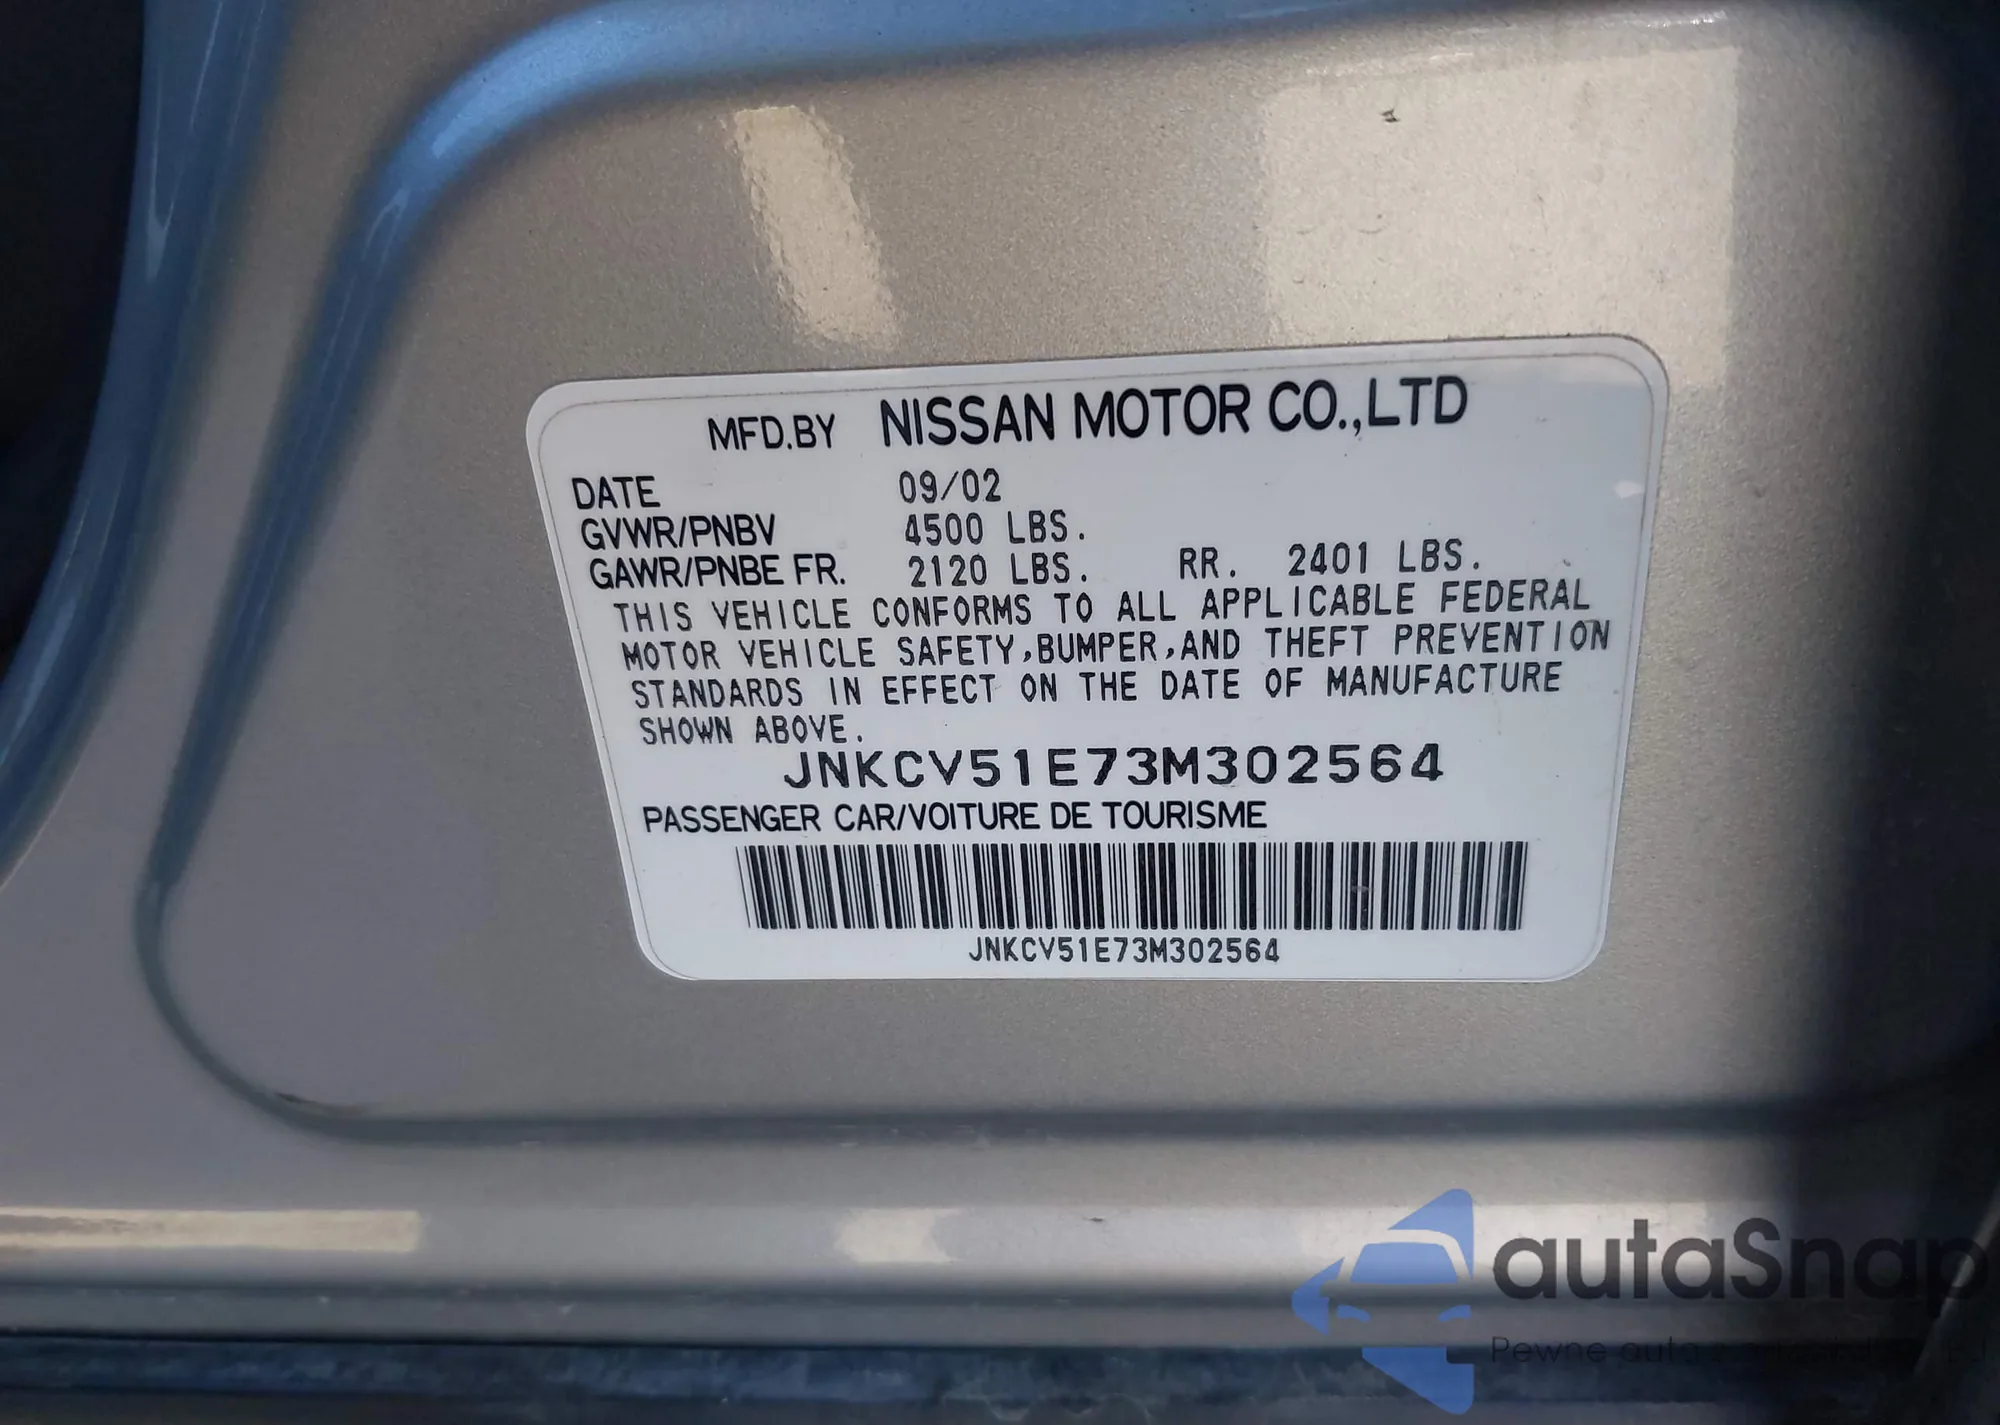 MFD.BY NISSAN MOTOR CO.,LTD
DATE 09/02
GVWR/PNBV 4500 LBS.
GAWR/PNBE FR. 2120 LBS. RR. 2401 LBS.
THIS VEHICLE CONFORMS TO ALL APPLICABLE FEDERAL
MOTOR VEHICLE SAFETY,BUMPER,AND THEFT PREVENTION
STANDARDS IN EFFECT ON THE DATE OF MANUFACTURE
SHOWN ABOVE.
JNKCV51E73M302564
PASSENGER CAR/VOITURE DE TOURISME
JNKCV51E73M302564
autaSnap
Pewne auta z